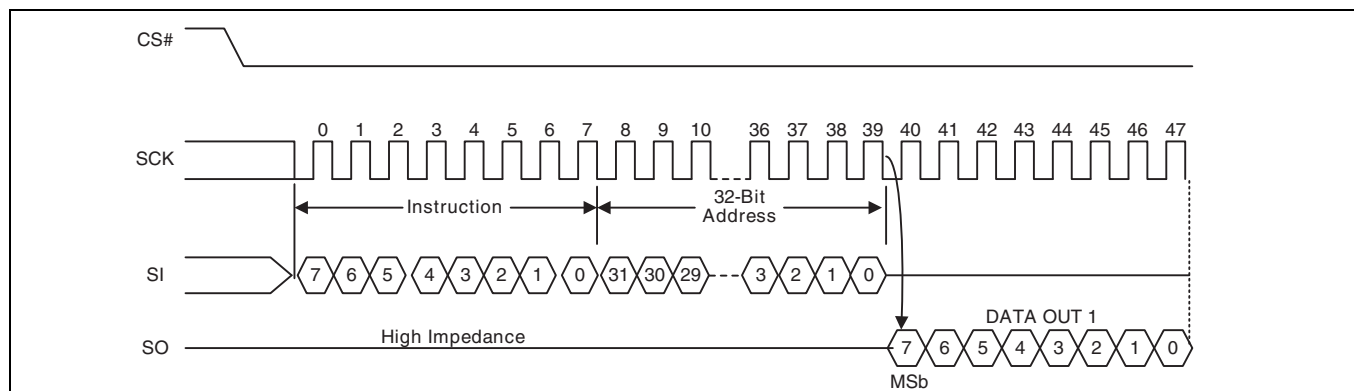 CS#
0 1 2 3 4 5 6 7 8 9 10 36 37 38 39 40 41 42 43 44 45 46 47
SCK
Instruction
32-Bit
Address
SI
7 6 5 4 3 2 1 0 31 30 29 3 2 1 0
DATA OUT 1
High Impedance
SO
7 6 5 4 3 2 1 0
MSb